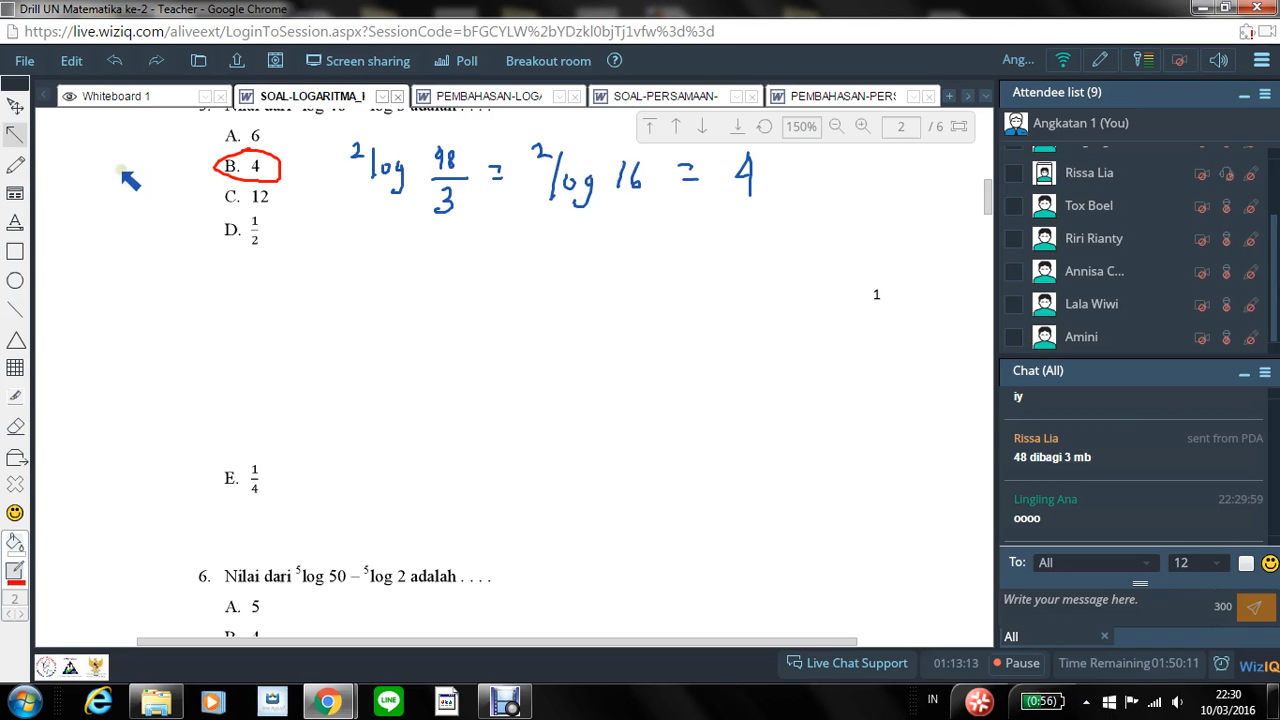 Drill UN Matematika ke-2 - Teacher - Google Chrome
https://live.wiziq.com/aliveext/LoginToSession.aspx?SessionCode=bFGCYLW%2bYDzkl0bjTj1vfw%3d%3d
File Edit Screen sharing Poll Breakout room ? Ang...
Whiteboard 1 SOAL-LOGARITMA_I PEMBAHASAN-LOGA SOAL-PERSAMAAN- PEMBAHASAN-PERS
150% 2 / 6
A. 6
B. 4
C. 12
D. 1/2
²log 48/3 = ²log 16 = 4
1
E. 1/4
6. Nilai dari ⁵log 50 – ⁵log 2 adalah . . . .
A. 5
B. 4
Attendee list (9)
Angkatan 1 (You)
Rissa Lia
Tox Boel
Riri Rianty
Annisa C...
Lala Wiwi
Amini
Chat (All)
iy
Rissa Lia sent from PDA
48 dibagi 3 mb
Lingling Ana 22:29:59
oooo
To: All 12
Write your message here. 300
All
2
Live Chat Support 01:13:13 Pause Time Remaining 01:50:11 WizIQ
IN (0:56) 22:30
10/03/2016